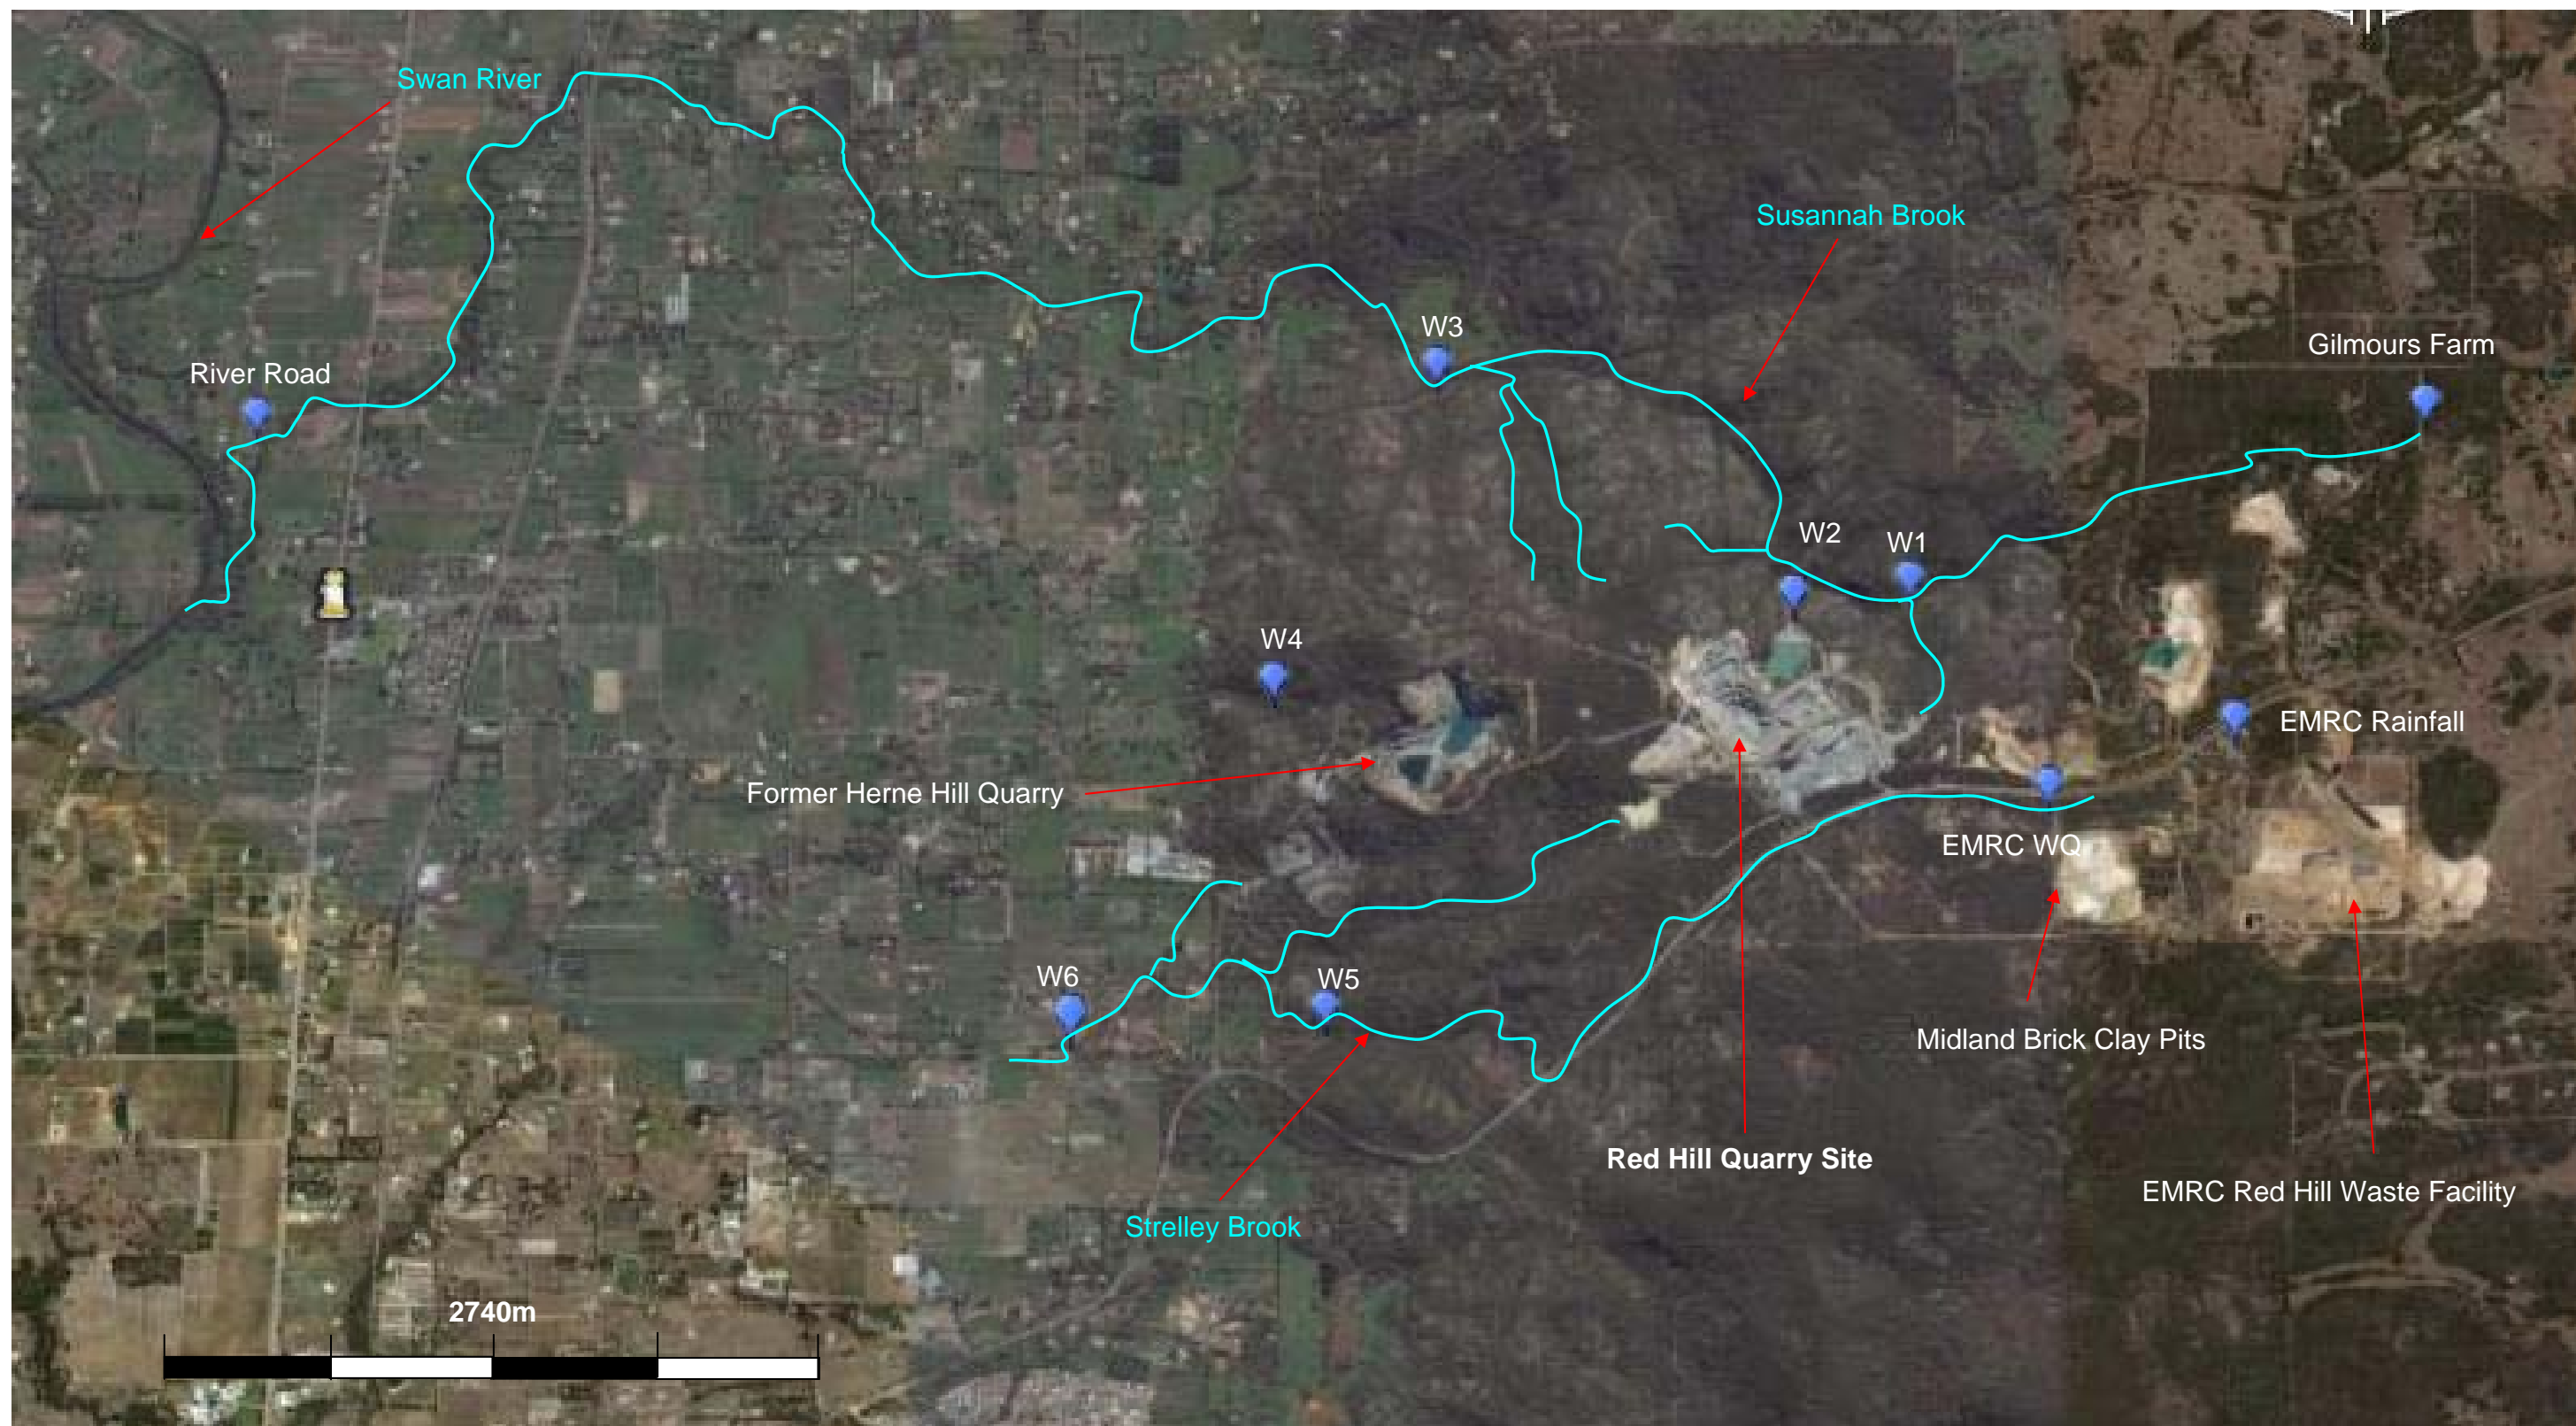 Swan River
Susannah Brook
W3
Gilmours Farm
River Road
W2
W1
W4
EMRC Rainfall
Former Herne Hill Quarry
EMRC WQ
W6
W5
Midland Brick Clay Pits
Red Hill Quarry Site
EMRC Red Hill Waste Facility
Strelley Brook
2740m